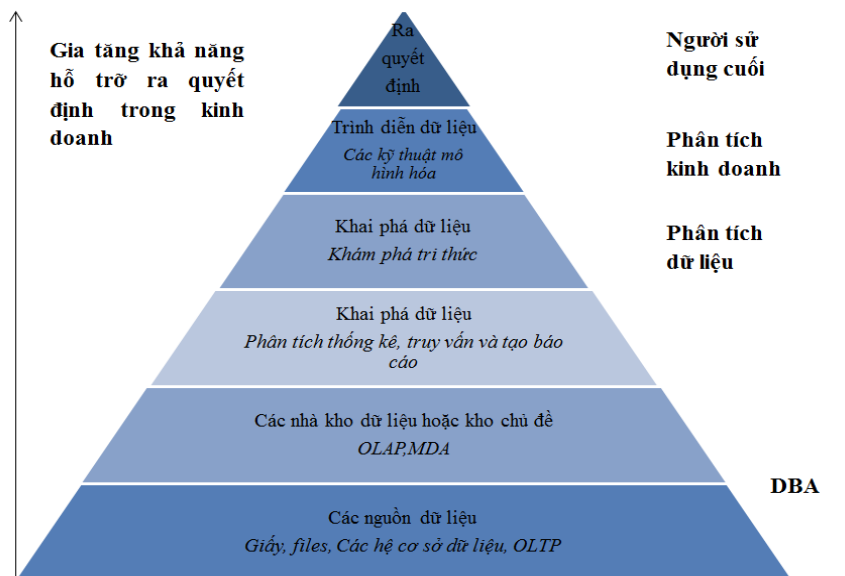 Gia tăng khả năng
hỗ trỡ ra quyết
định trong kinh
doanh
Ra
quyết
định
Người sử
dụng cuối
Trình diễn dữ liệu
Các kỹ thuật mô
hình hóa
Phân tích
kinh doanh
Khai phá dữ liệu
Khám phá tri thức
Phân tích
dữ liệu
Khai phá dữ liệu
Phân tích thống kê, truy vấn và tạo báo
cáo
Các nhà kho dữ liệu hoặc kho chủ đề
OLAP,MDA
DBA
Các nguồn dữ liệu
Giấy, files, Các hệ cơ sở dữ liệu, OLTP